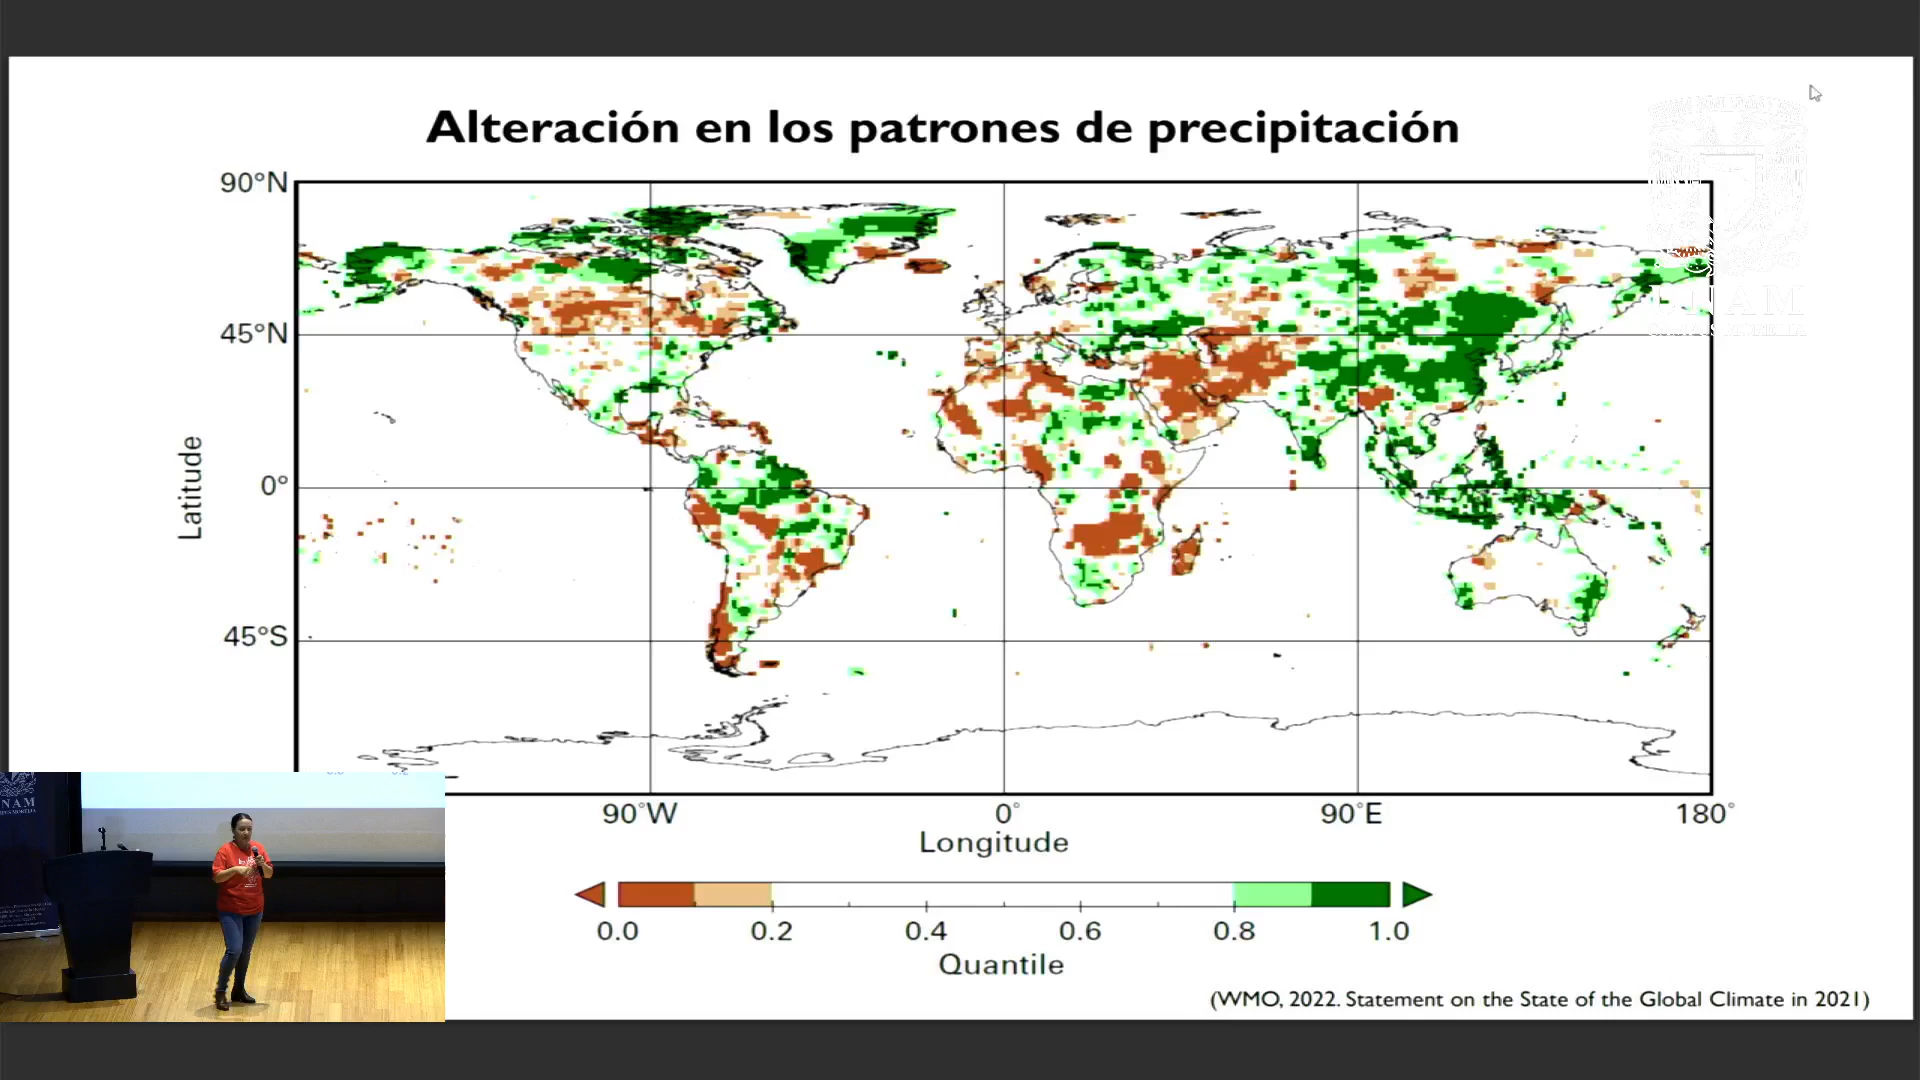 Alteración en los patrones de precipitación
90°N
45°N
0°
45°S
Latitude
90°W
0°
90°E
180°
Longitude
0.0
0.2
0.4
0.6
0.8
1.0
Quantile
(WMO, 2022. Statement on the State of the Global Climate in 2021)
UNAM